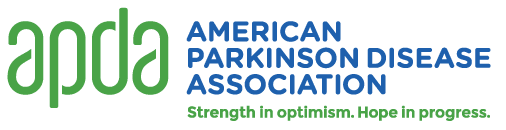 apda
AMERICAN
PARKINSON DISEASE
ASSOCIATION
Strength in optimism. Hope in progress.